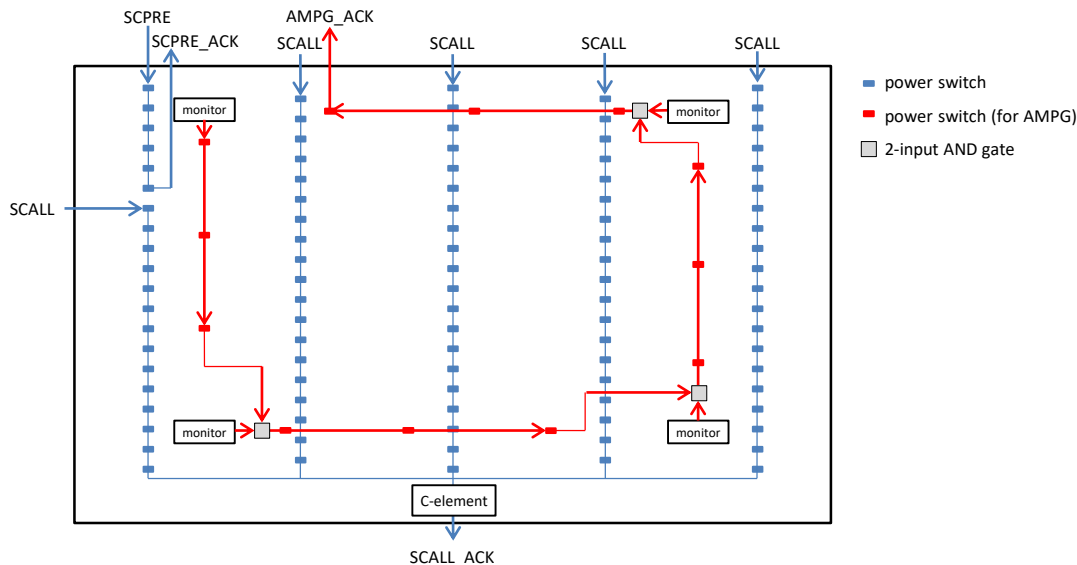 SCPRE
AMPG_ACK
SCPRE_ACK
SCALL
SCALL
SCALL
SCALL
power switch
monitor
monitor
power switch (for AMPG)
2-input AND gate
SCALL
monitor
monitor
C-element
SCALL_ACK